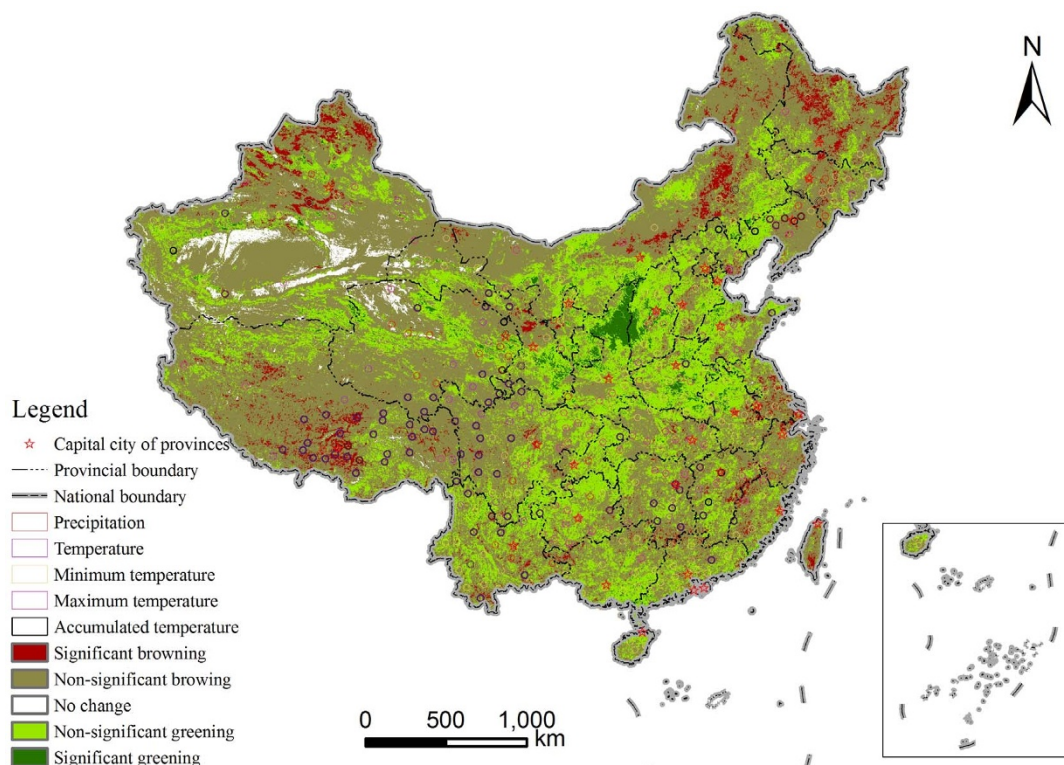 N
Legend
Capital city of provinces
Provincial boundary
National boundary
Precipitation
Temperature
Minimum temperature
Maximum temperature
Accumulated temperature
Significant browning
Non-significant browing
No change
Non-significant greening
Significant greening
0 500 1,000
km